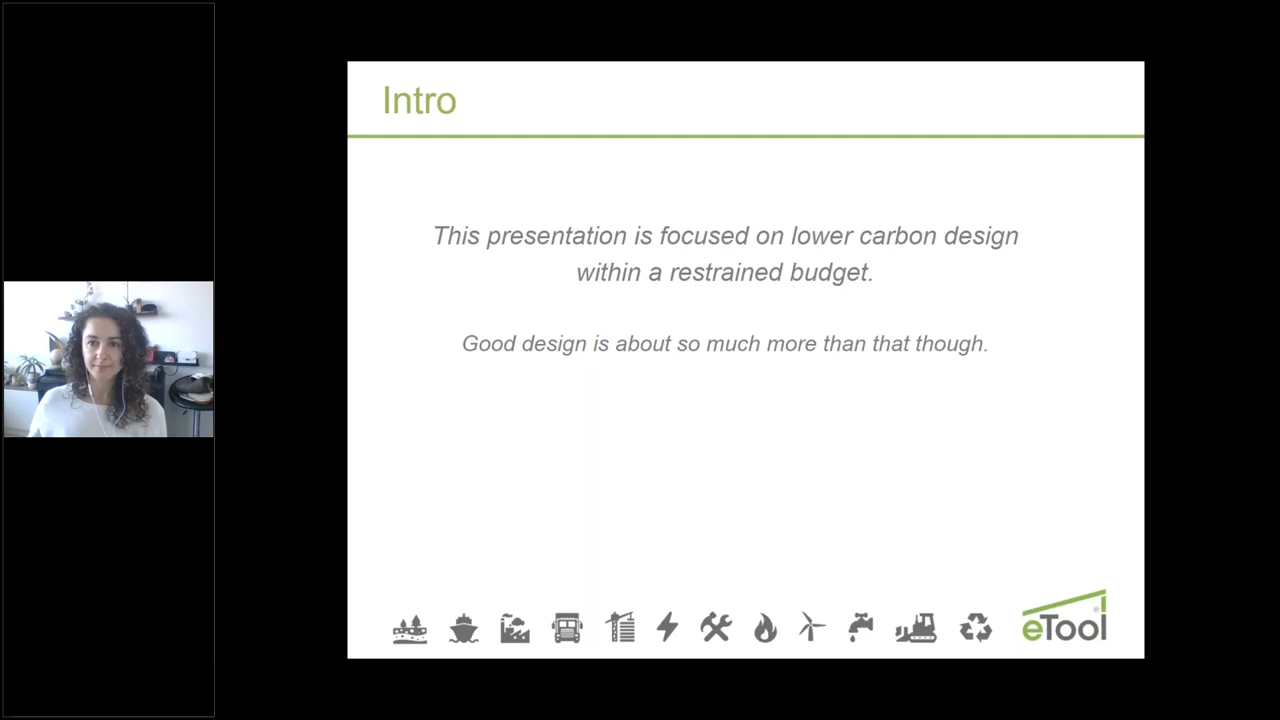 Intro
This presentation is focused on lower carbon design
within a restrained budget.
Good design is about so much more than that though.
eTool®